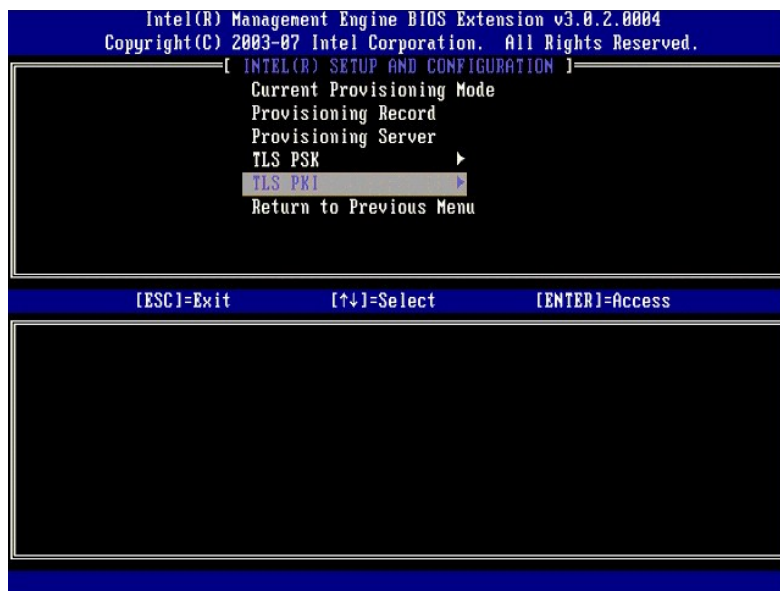 Intel(R) Management Engine BIOS Extension v3.0.2.0004
Copyright(C) 2003-07 Intel Corporation. All Rights Reserved.
[ INTEL(R) SETUP AND CONFIGURATION ]
Current Provisioning Mode
Provisioning Record
Provisioning Server
TLS PSK ►
TLS PKI ►
Return to Previous Menu
[ESC]=Exit [↑↓]=Select [ENTER]=Access